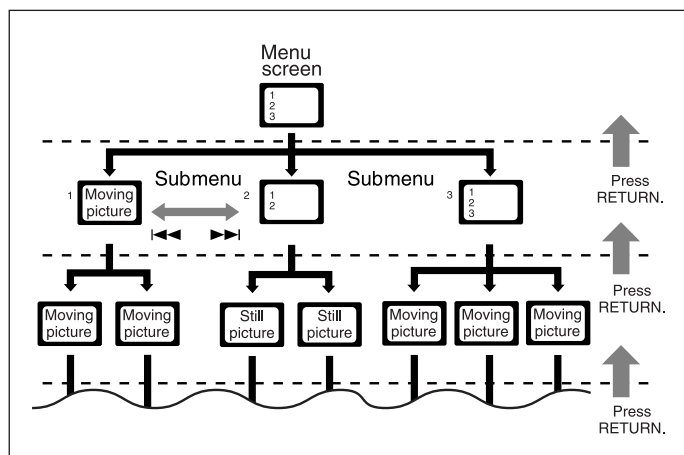 Menu
screen
1
2
3
Submenu
Submenu
1
Moving
picture
2
1
2
3
1
2
3
Press
RETURN.
Moving
picture
Moving
picture
Still
picture
Still
picture
Moving
picture
Moving
picture
Moving
picture
Press
RETURN.
Press
RETURN.